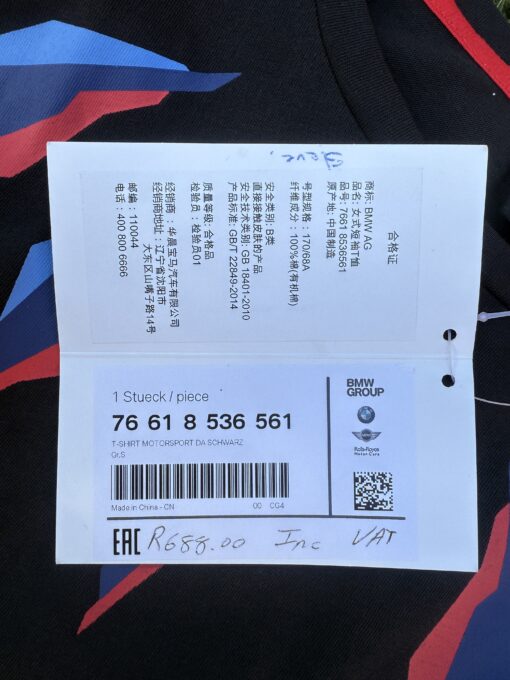 合格证
商标: BMW AG
品名: 女式短袖T恤
品号: 7661 8536561
原产地: 中国制造
号型规格: 170/68A
纤维成分: 100%棉(有机棉)
安全类别: B类
直接接触皮肤的产品
安全技术类别: GB 18401-2010
产品标准: GB/T 22849-2014
质量等级: 合格品
检验员: 检验员01
经销商: 华晨宝马汽车有限公司
经销商地址: 辽宁省沈阳市
大东区山嘴子路14号
邮编: 110044
电话: 400 800 6666
1 Stueck / piece
76 61 8 536 561
T-SHIRT MOTORSPORT DA SCHWARZ
Gr.S
Made in China - CN
00 CG4
BMW
GROUP
Rolls-Royce
Motor Cars
EAC R688.00 Inc VAT